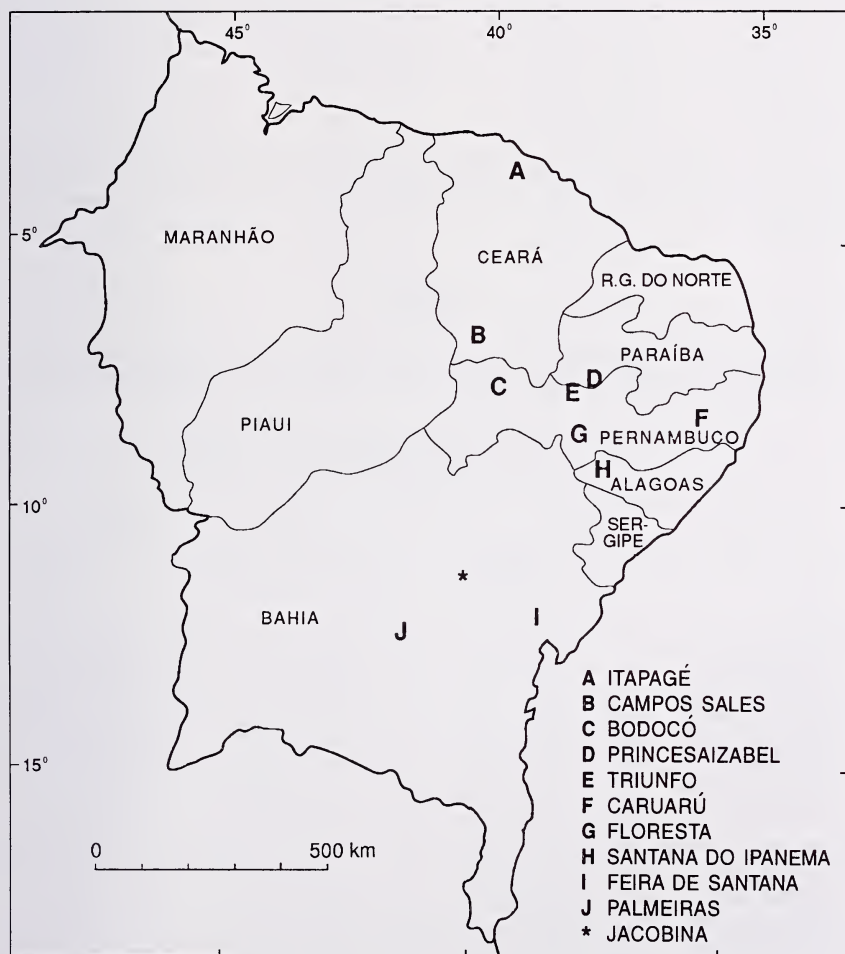 45° 40° 35°
A
5° MARANHÃO
CEARÁ
R.G. DO NORTE
B
PARAÍBA
C
D
E
PIAUI
F
G PERNAMBUCO
H
ALAGOAS
10°
SER-
GIPE
*
BAHIA
I
J
A ITAPAGÉ
B CAMPOS SALES
C BODOCÓ
15°
D PRINCESAIZABEL
E TRIUNFO
F CARUARÚ
0 500 km
G FLORESTA
H SANTANA DO IPANEMA
I FEIRA DE SANTANA
J PALMEIRAS
* JACOBINA